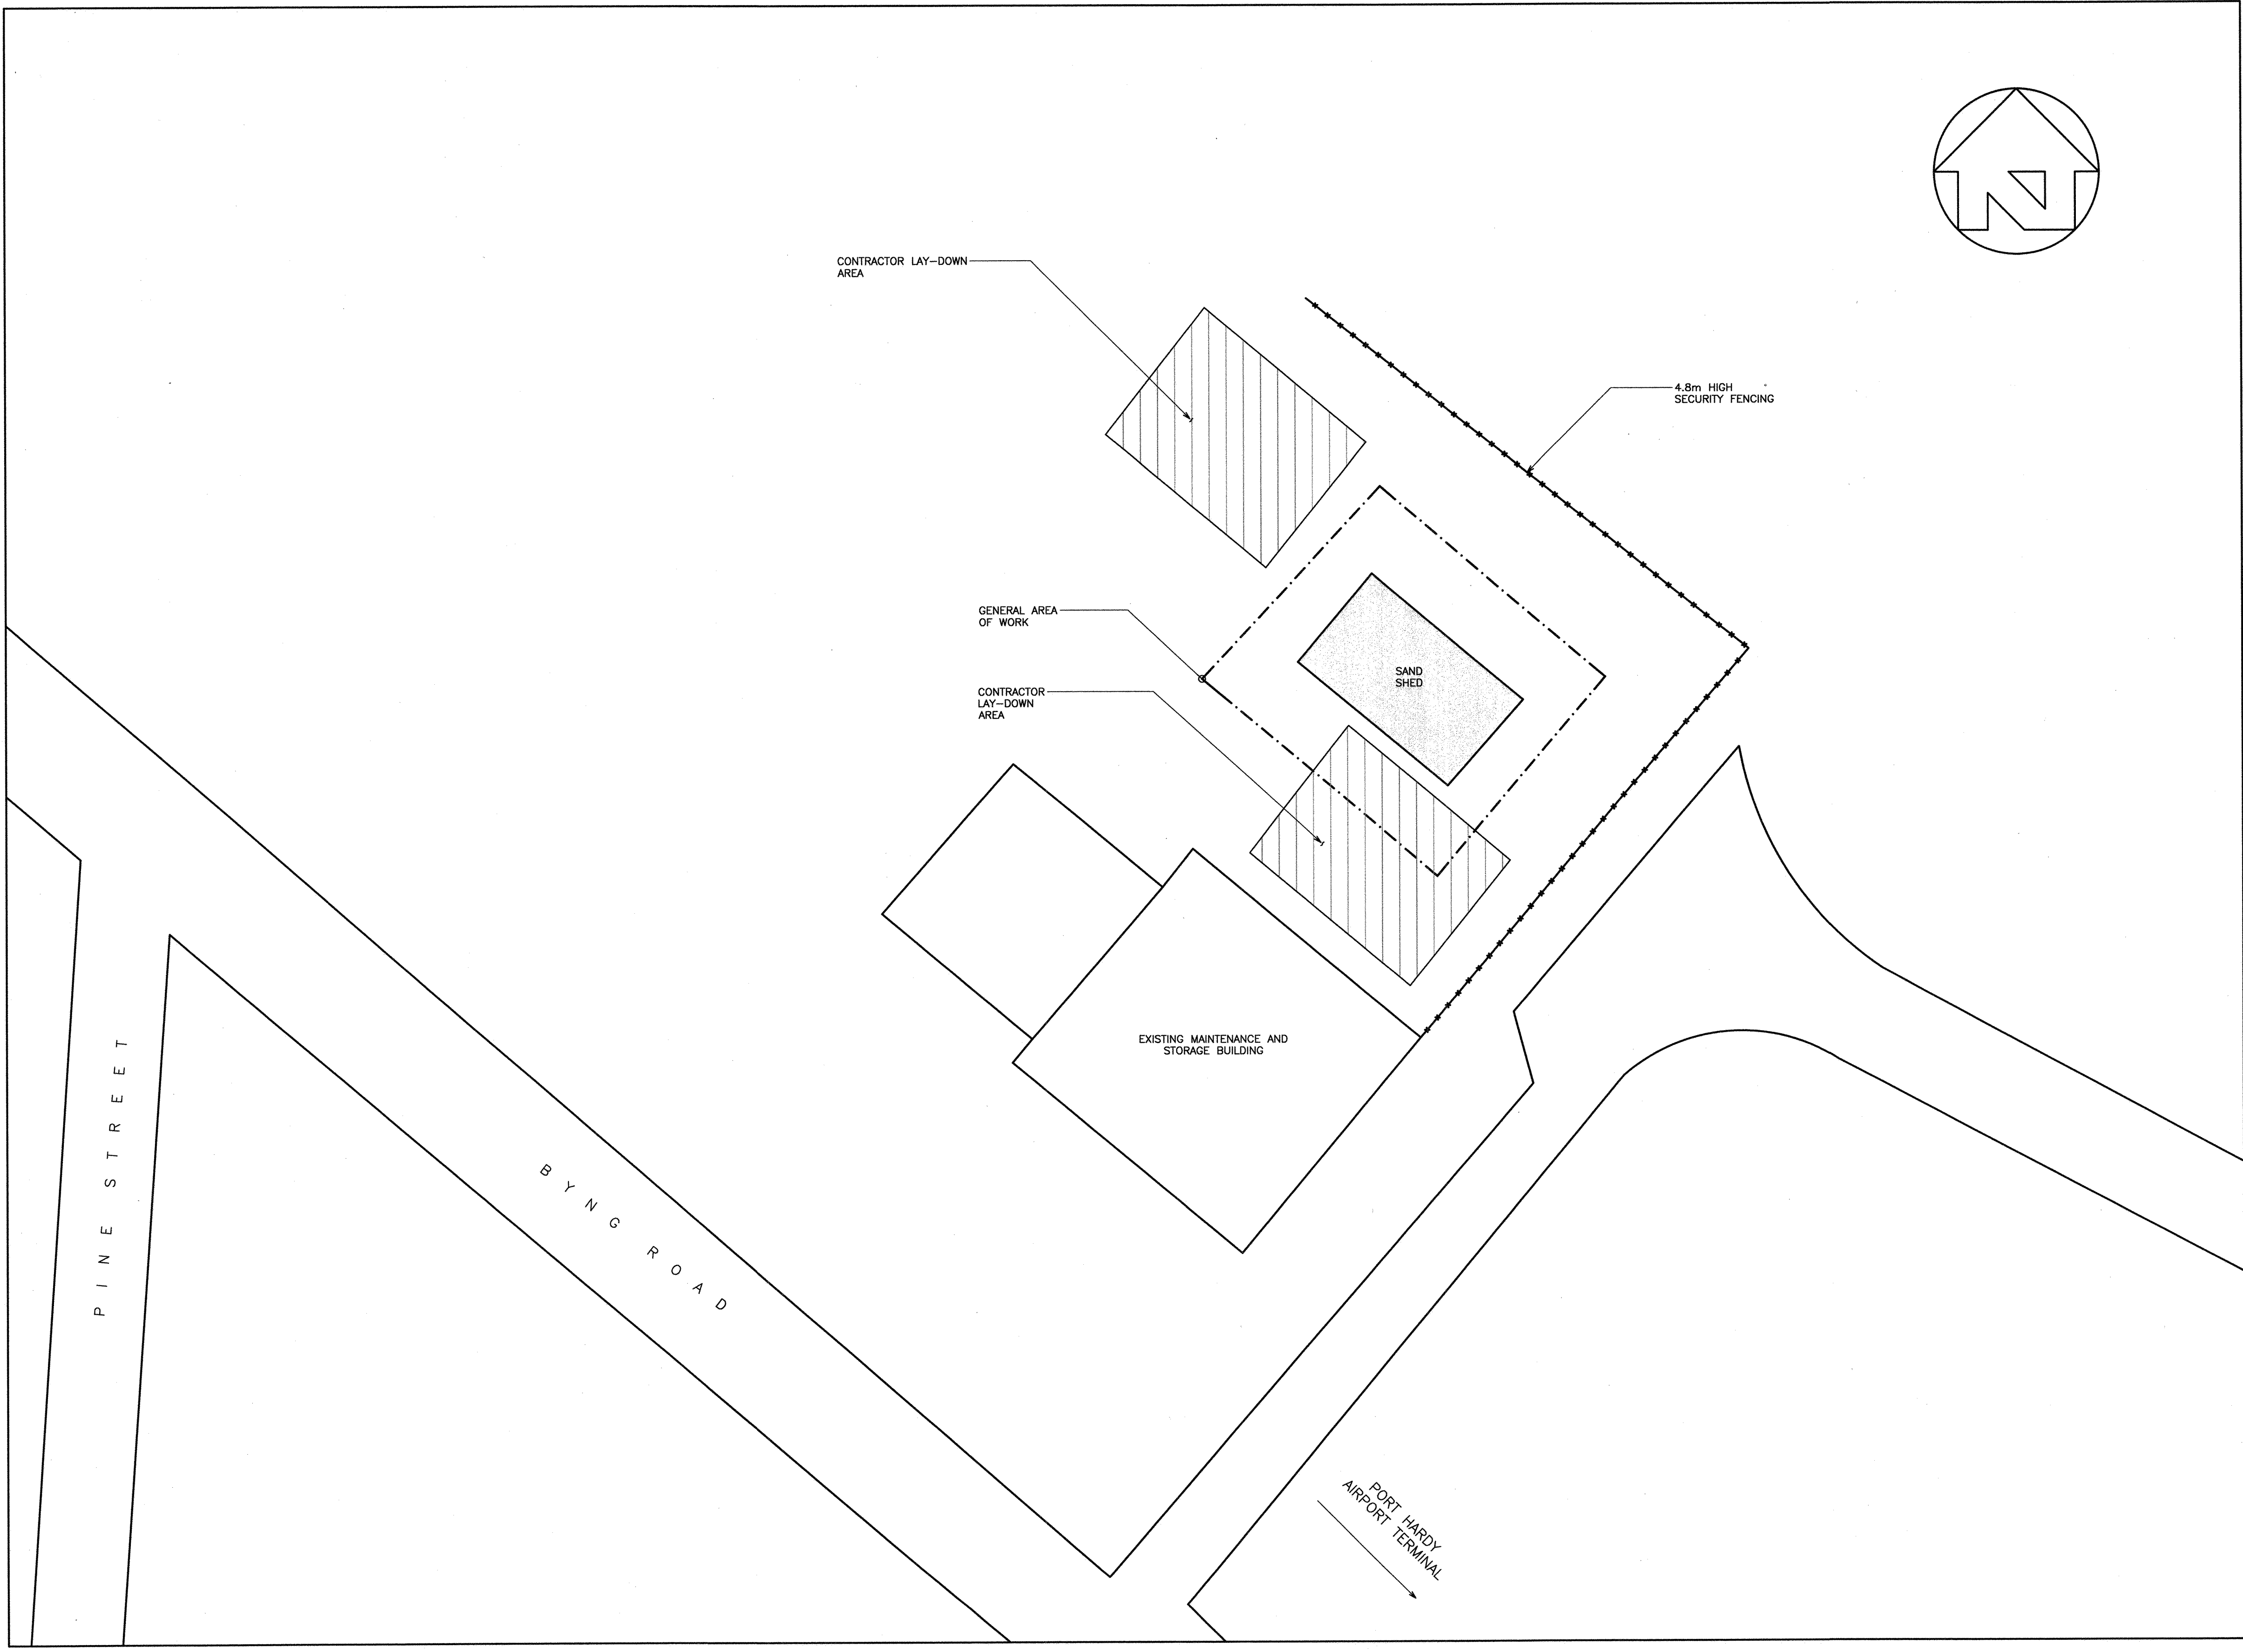 CONTRACTOR LAY-DOWN
AREA
4.8m HIGH
SECURITY FENCING
GENERAL AREA
OF WORK
SAND
SHED
CONTRACTOR
LAY-DOWN
AREA
EXISTING MAINTENANCE AND
STORAGE BUILDING
PINE STREET
BYNG ROAD
PORT HARDY
AIRPORT TERMINAL
N